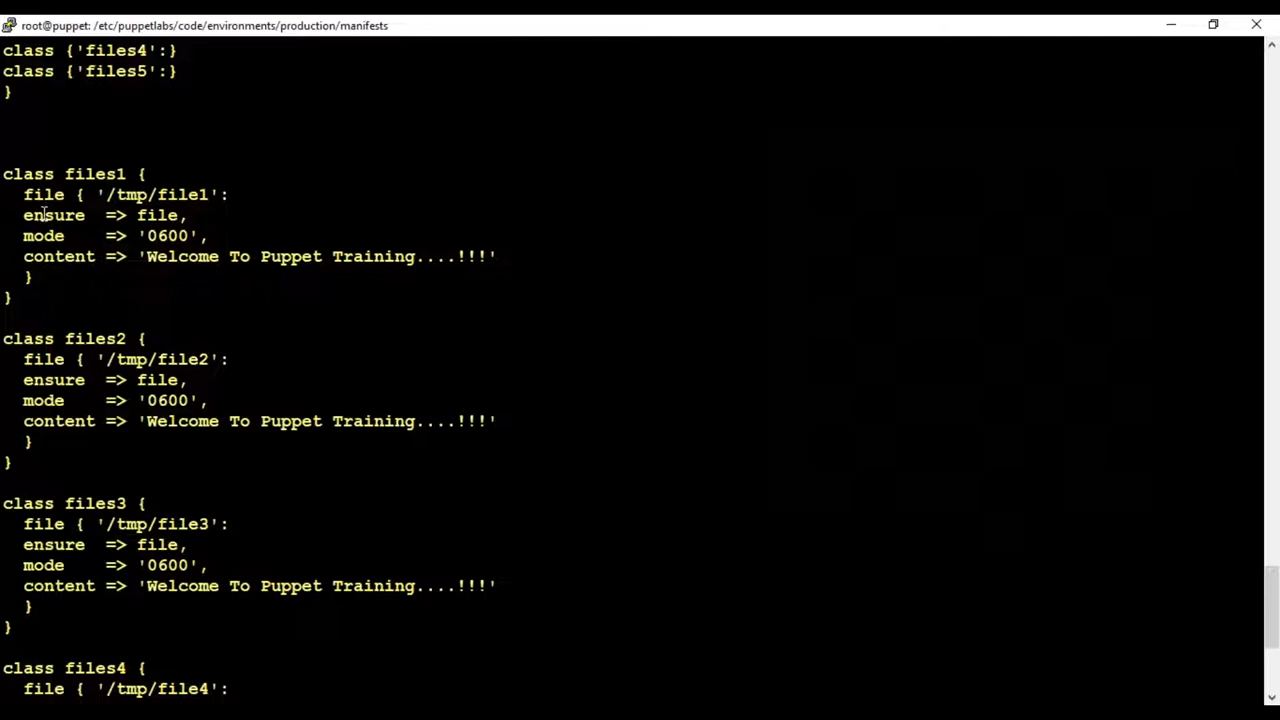 root@puppet: /etc/puppetlabs/code/environments/production/manifests
class {'files4':}
class {'files5':}
}
class files1 {
  file { '/tmp/file1':
  ensure  => file,
  mode    => '0600',
  content => 'Welcome To Puppet Training....!!!'
  }
}
class files2 {
  file { '/tmp/file2':
  ensure  => file,
  mode    => '0600',
  content => 'Welcome To Puppet Training....!!!'
  }
}
class files3 {
  file { '/tmp/file3':
  ensure  => file,
  mode    => '0600',
  content => 'Welcome To Puppet Training....!!!'
  }
}
class files4 {
  file { '/tmp/file4':